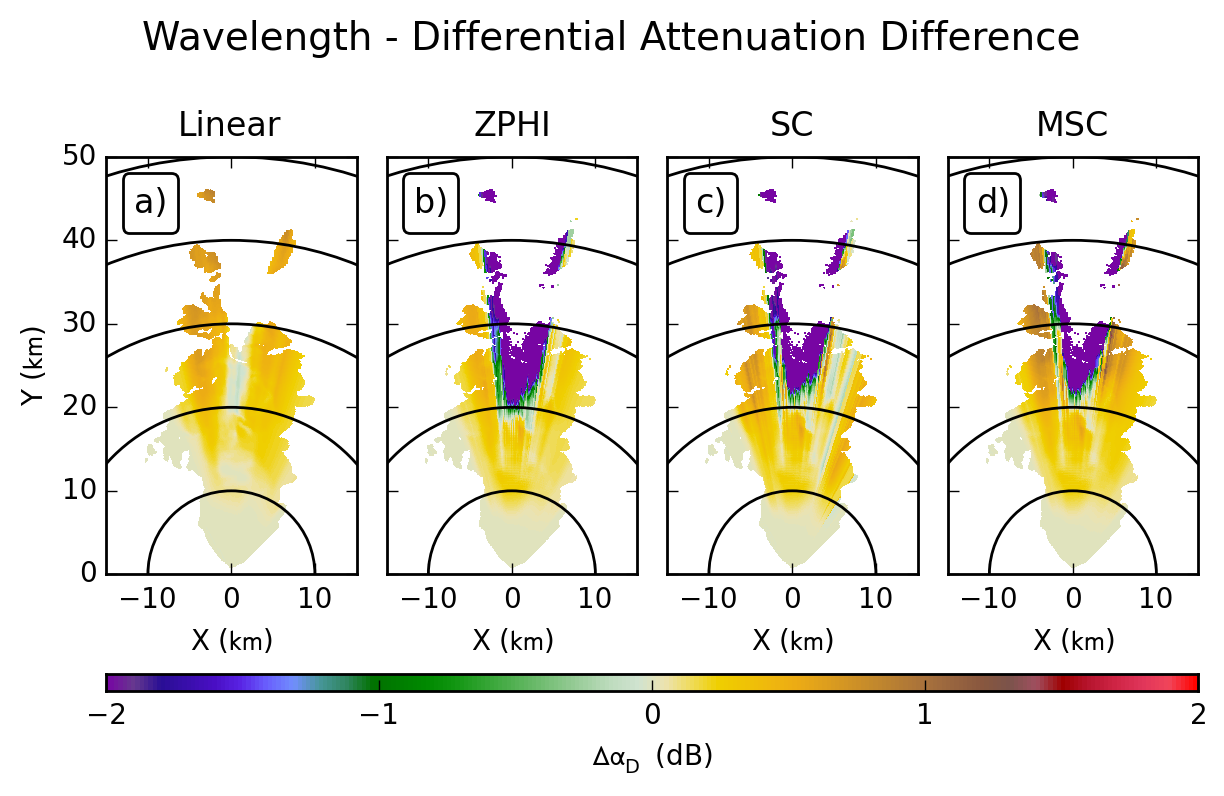 Wavelength - Differential Attenuation Difference
Linear ZPHI SC MSC
a) b) c) d)
50
40
30
20
10
0
Y (km)
−10 0 10 −10 0 10 −10 0 10 −10 0 10
X (km) X (km) X (km) X (km)
−2 −1 0 1 2
Δα_D (dB)